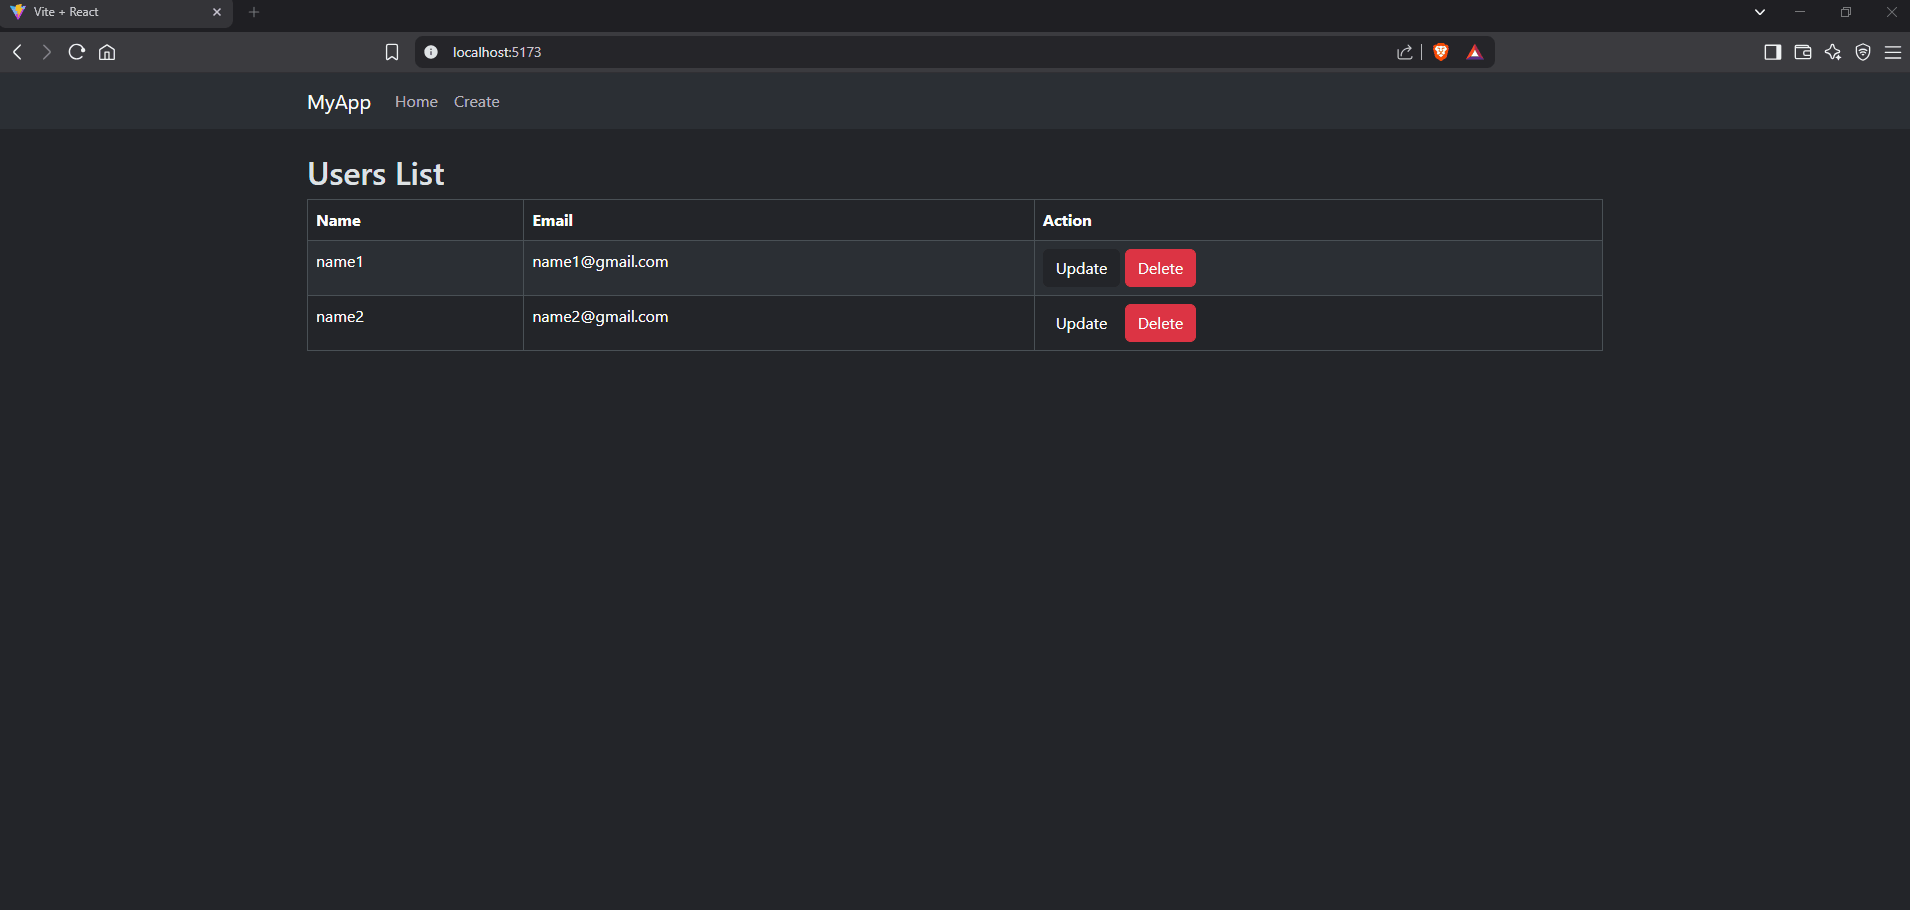 Vite + React
localhost:5173
MyApp Home Create
Users List
Name Email Action
name1 name1@gmail.com Update Delete
name2 name2@gmail.com Update Delete